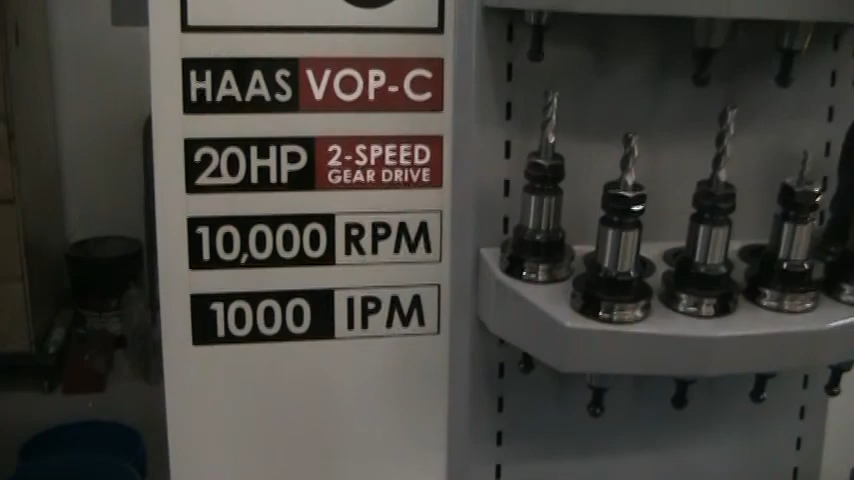 HAAS VOP-C
20HP 2-SPEED
GEAR DRIVE
10,000 RPM
1000 IPM